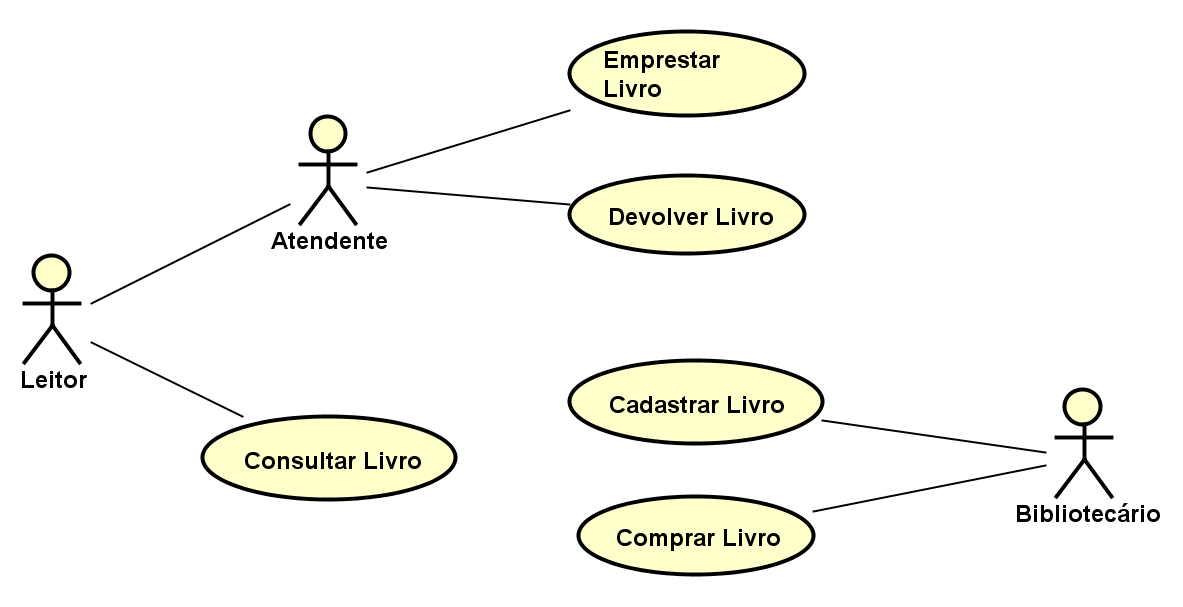 Emprestar
Livro
Devolver Livro
Atendente
Leitor
Consultar Livro
Cadastrar Livro
Bibliotecário
Comprar Livro